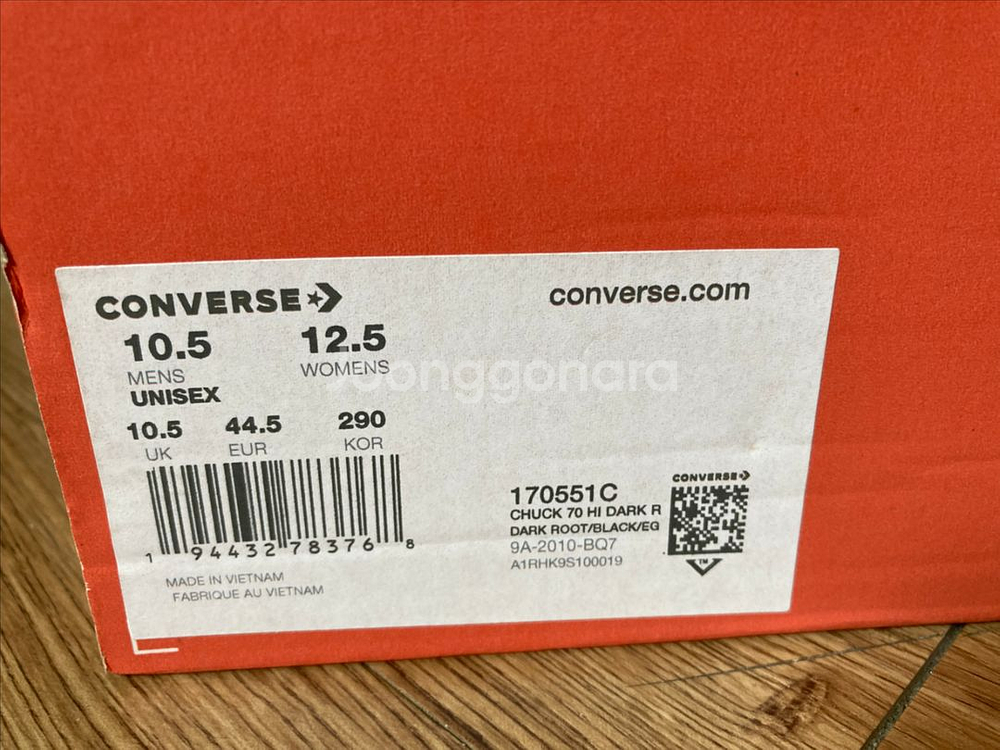 CONVERSE
converse.com
10.5 12.5
MENS WOMENS
UNISEX
10.5 44.5 290
UK EUR KOR
1 94432 78376 8
MADE IN VIETNAM
FABRIQUE AU VIETNAM
CONVERSE
170551C
CHUCK 70 HI DARK R
DARK ROOT/BLACK/EG
9A-2010-BQ7
A1RHK9S100019
TM
joonggonara